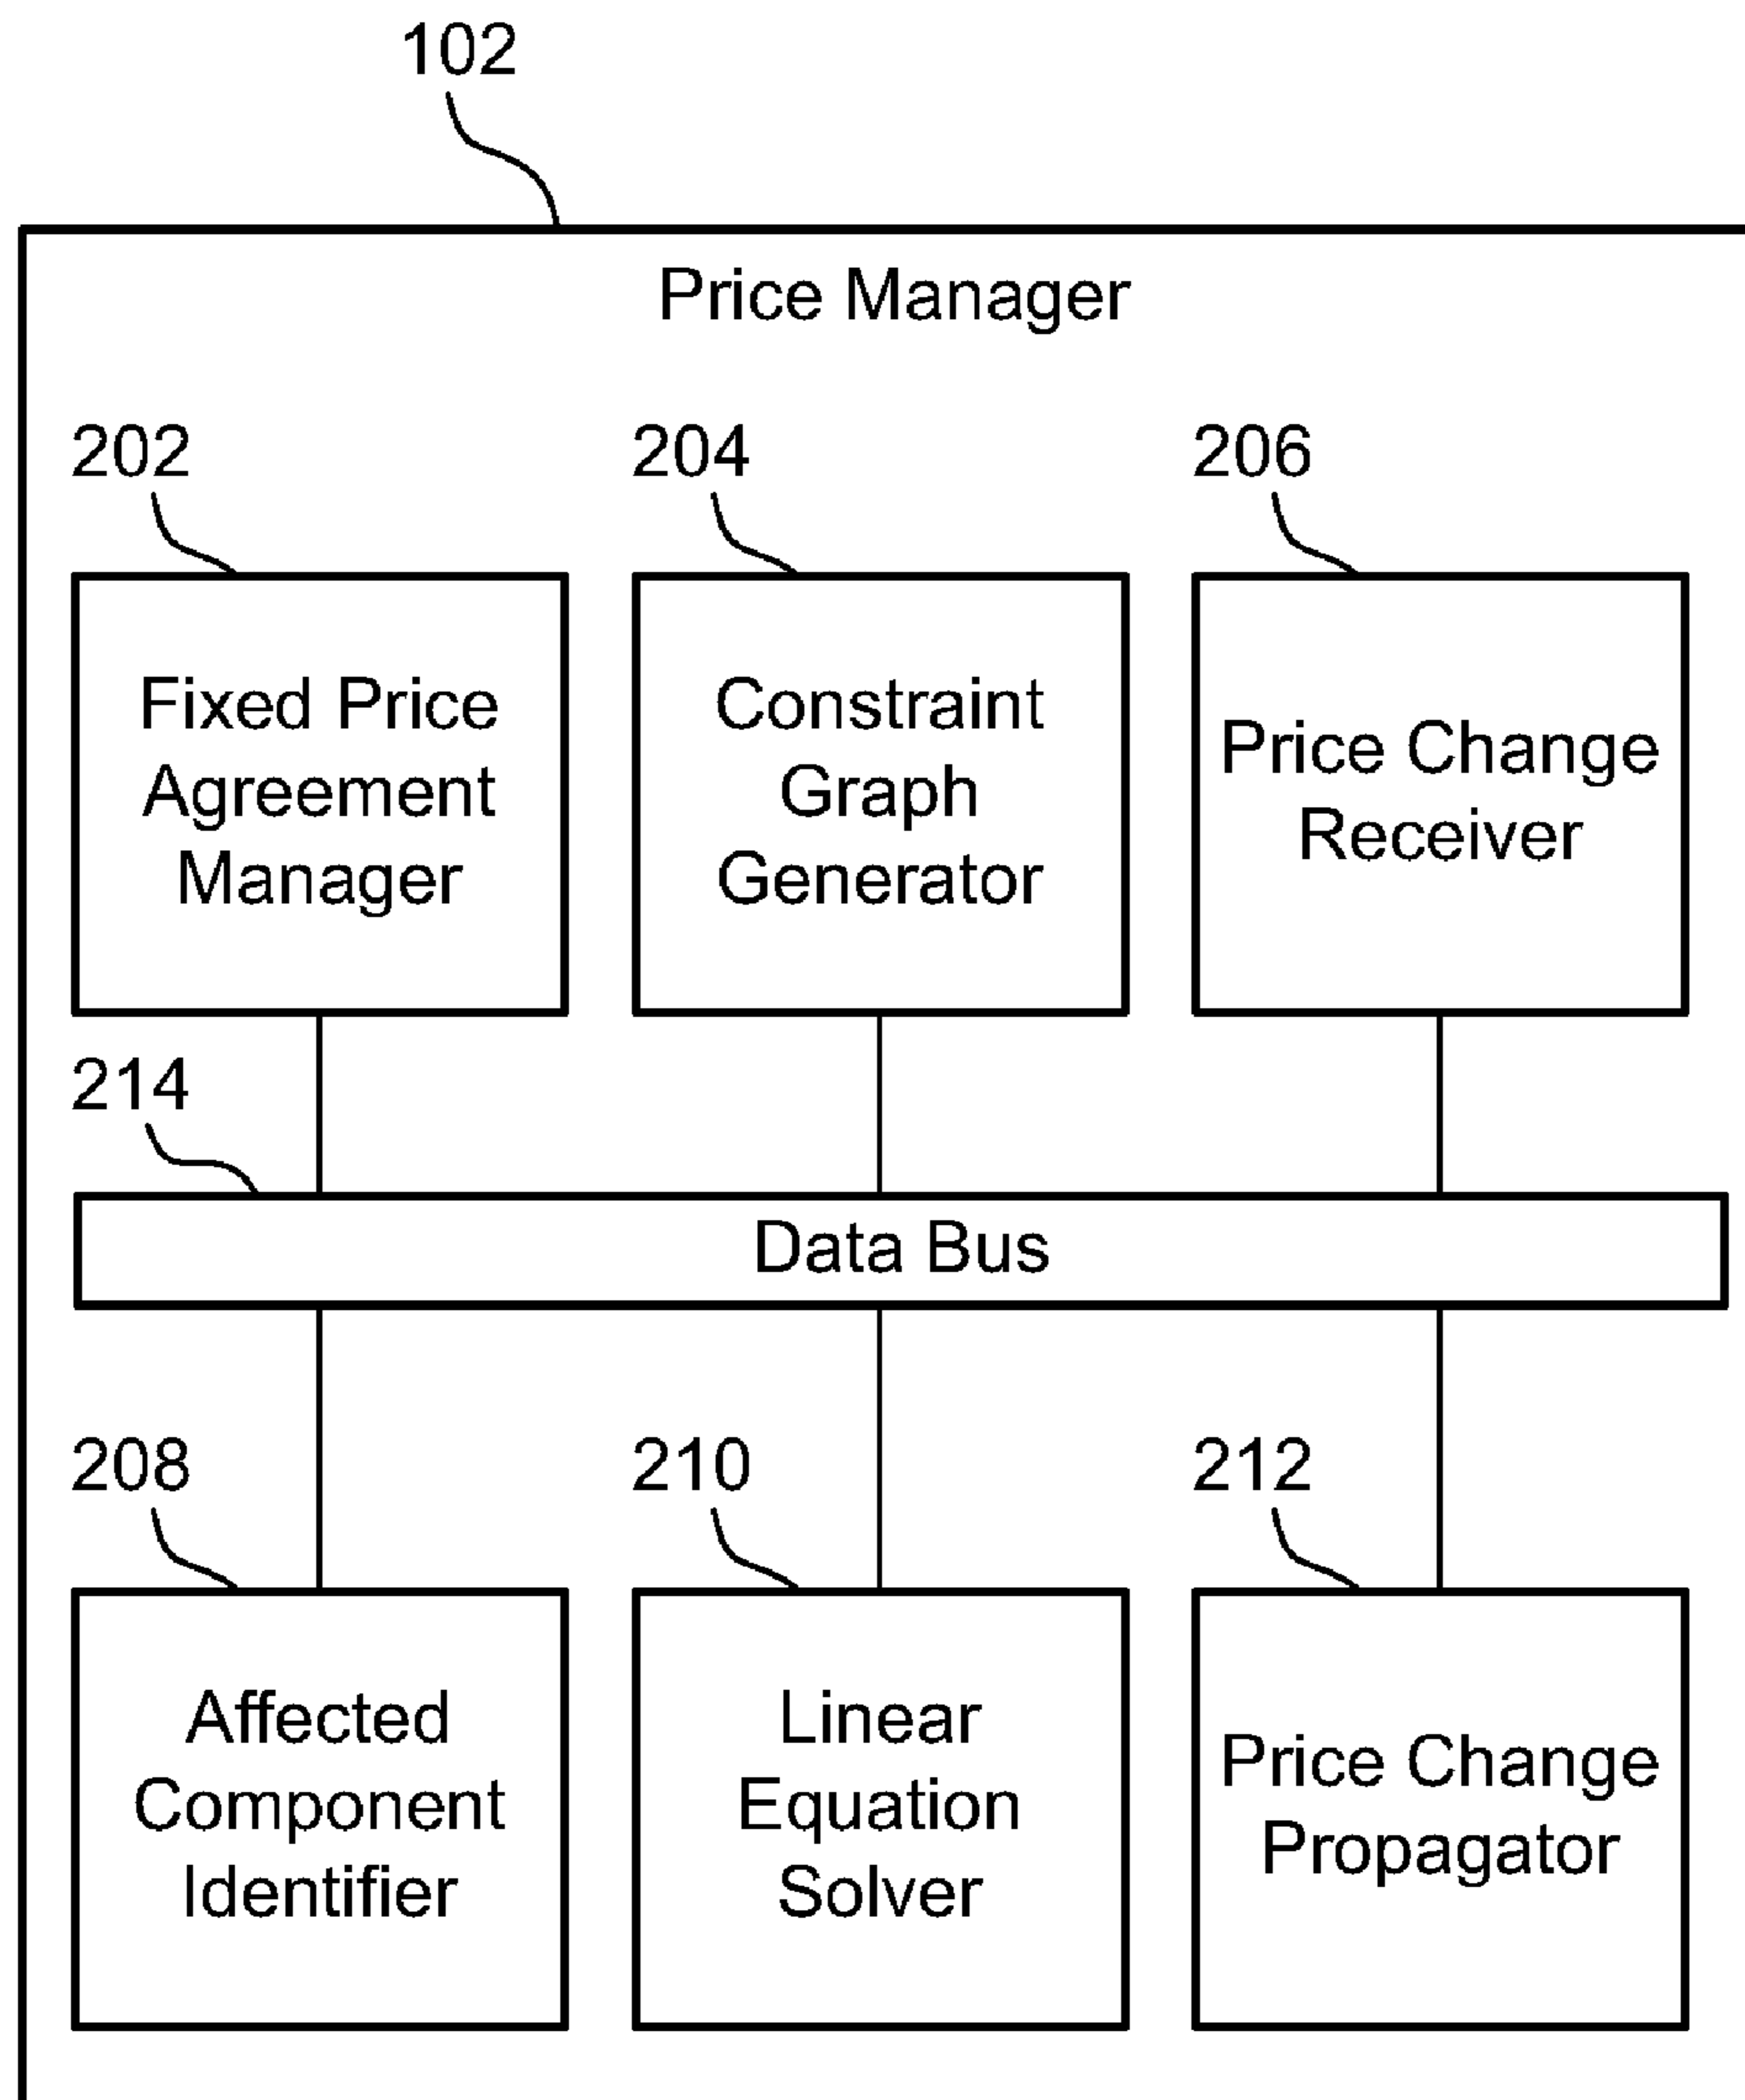 102
Price Manager
202
204
206
Fixed Price
Agreement
Manager
Constraint
Graph
Generator
Price Change
Receiver
214
Data Bus
208
210
212
Affected
Component
Identifier
Linear
Equation
Solver
Price Change
Propagator